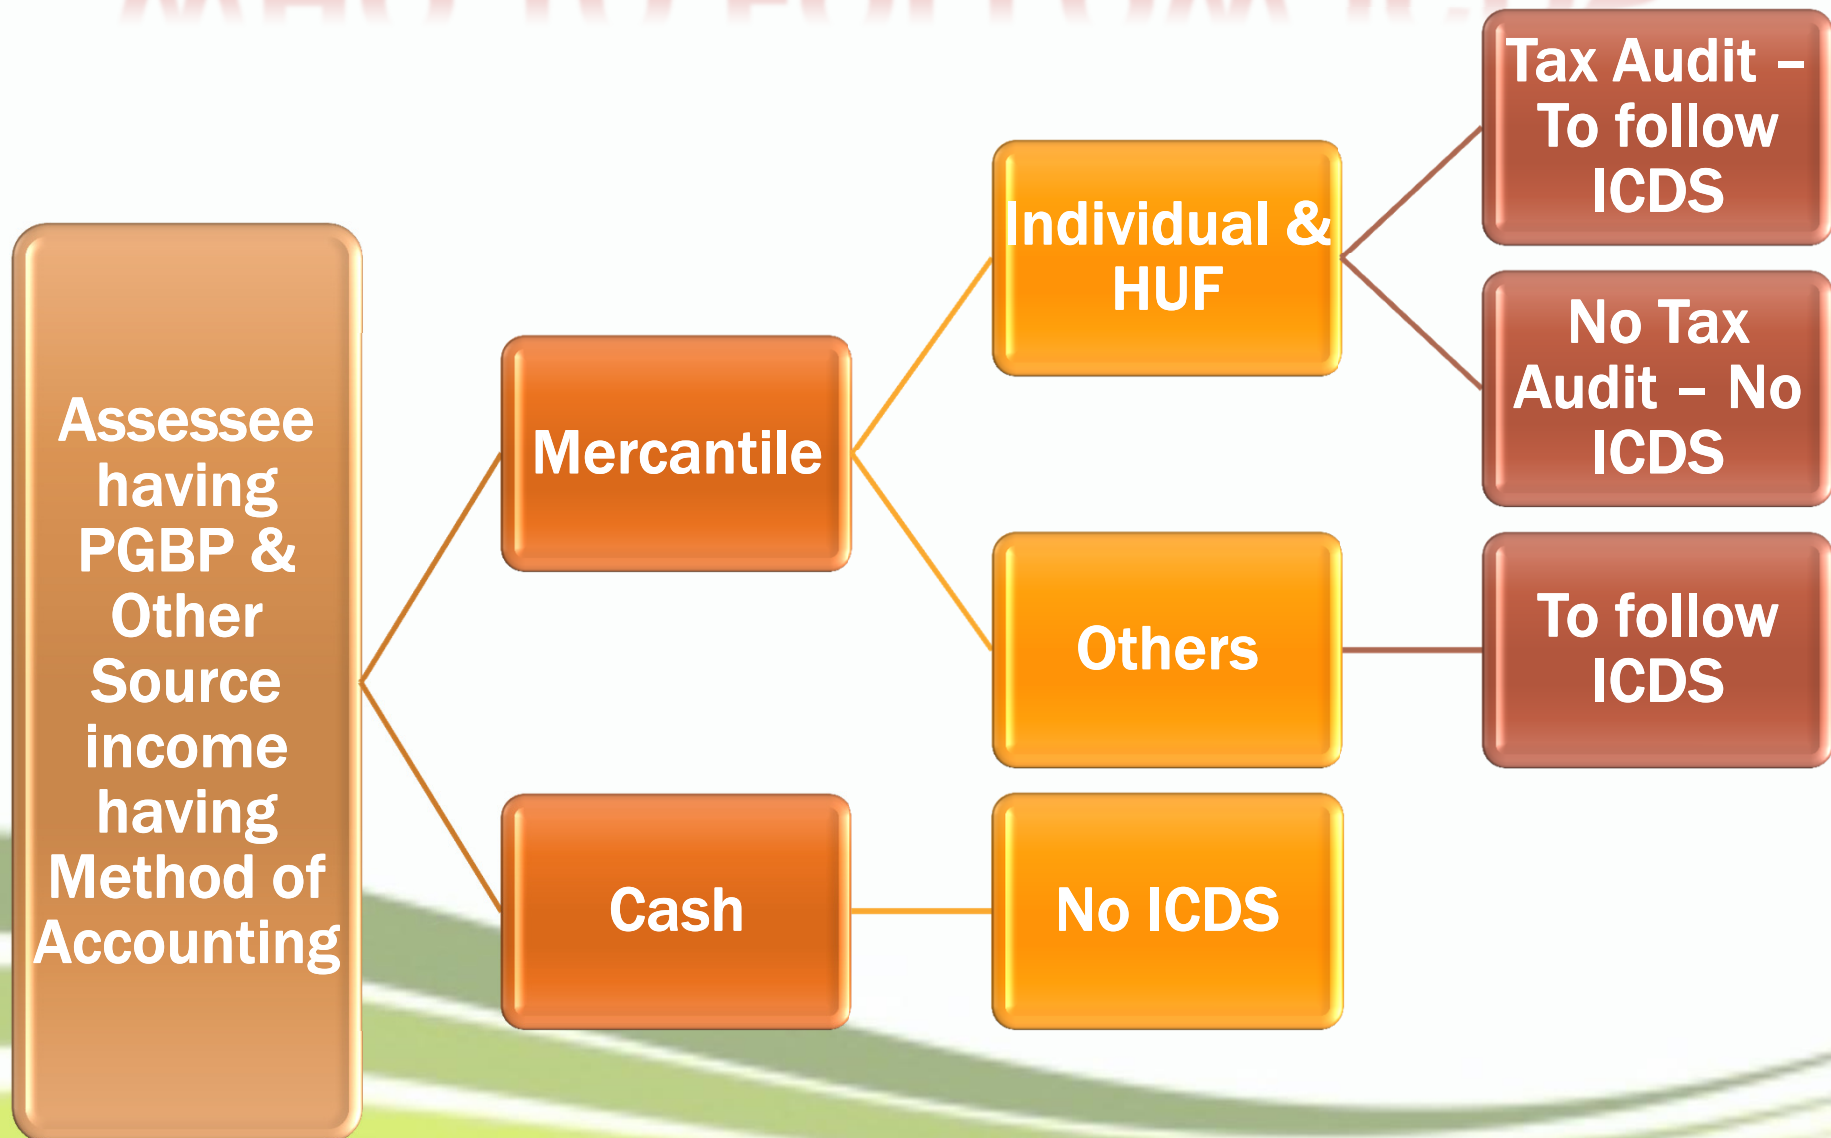 Assessee
having
PGBP &
Other
Source
income
having
Method of
Accounting
Mercantile
Individual &
HUF
Tax Audit –
To follow
ICDS
No Tax
Audit – No
ICDS
Others
To follow
ICDS
Cash
No ICDS